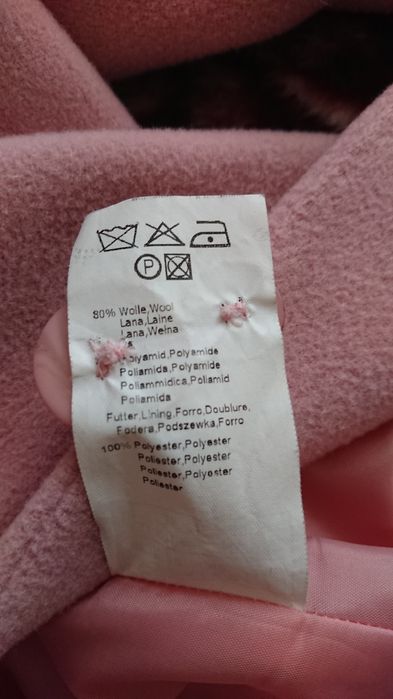 P
80% Wolle,Wool
Lana,Laine
Lana,Wełna
Polyamid,Polyamide
Poliamida,Polyamide
Poliammidica,Poliamid
Poliamida
Futter,Lining,Forro,Doublure,
Fodera,Podszewka,Forro
100% Polyester,Polyester
Poliester,Polyester
Poliester,Polyester
Poliester